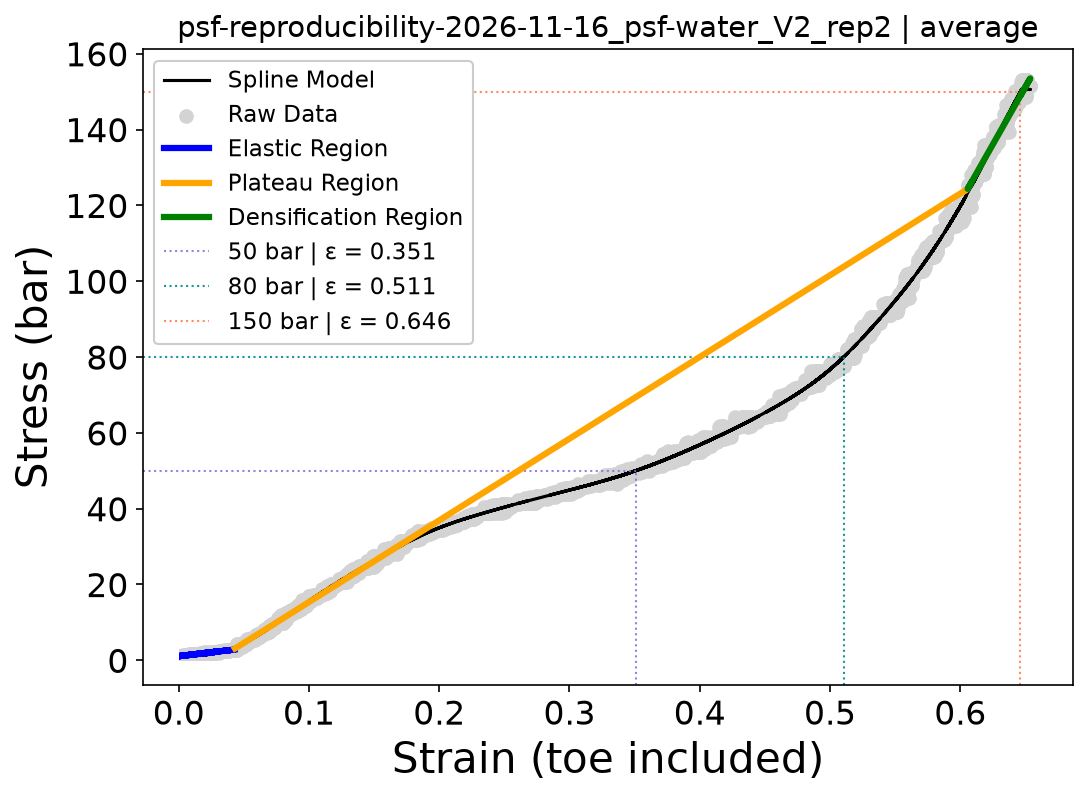 psf-reproducibility-2026-11-16_psf-water_V2_rep2 | average
Spline Model
Raw Data
Elastic Region
Plateau Region
Densification Region
50 bar | ε = 0.351
80 bar | ε = 0.511
150 bar | ε = 0.646
Stress (bar)
160
140
120
100
80
60
40
20
0
0.0 0.1 0.2 0.3 0.4 0.5 0.6
Strain (toe included)